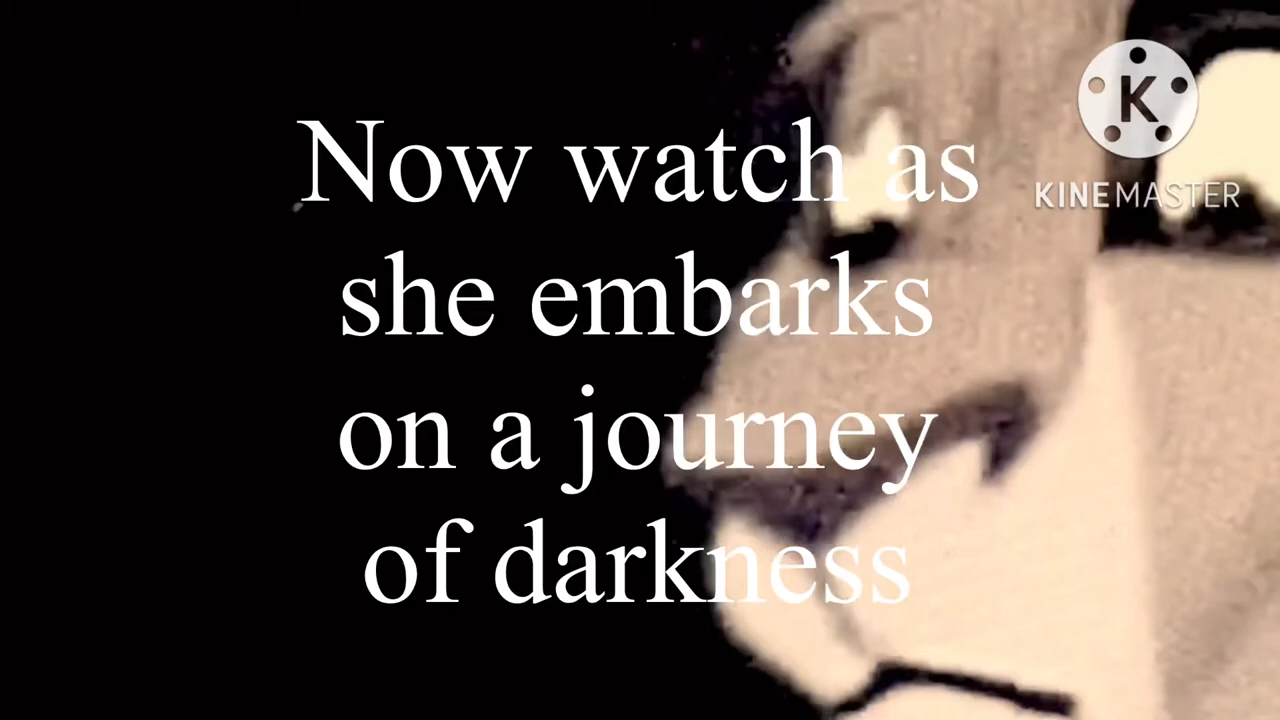 Now watch as
she embarks
on a journey
of darkness
K
KINEMASTER